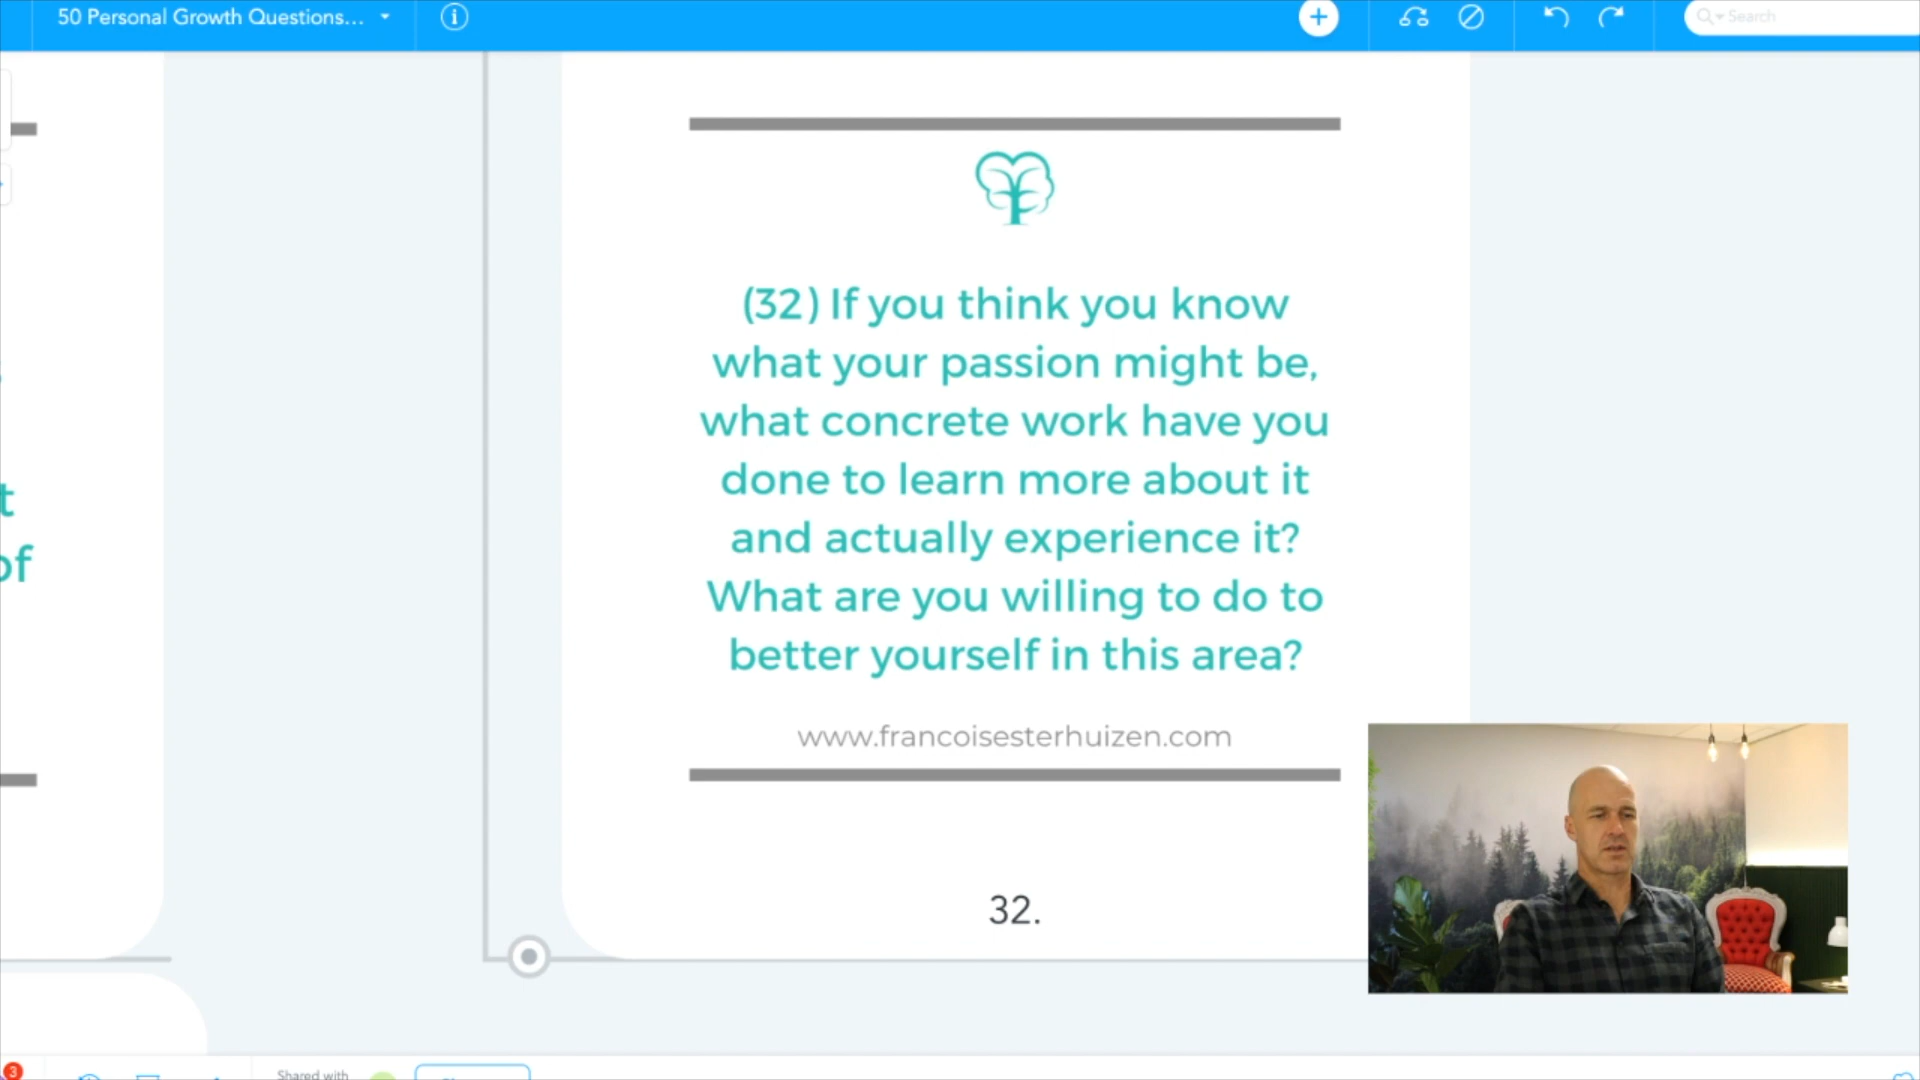 50 Personal Growth Questions...
Search
(32) If you think you know
what your passion might be,
what concrete work have you
done to learn more about it
and actually experience it?
What are you willing to do to
better yourself in this area?
www.francoisesterhuizen.com
32.
t
of
3
Shared with